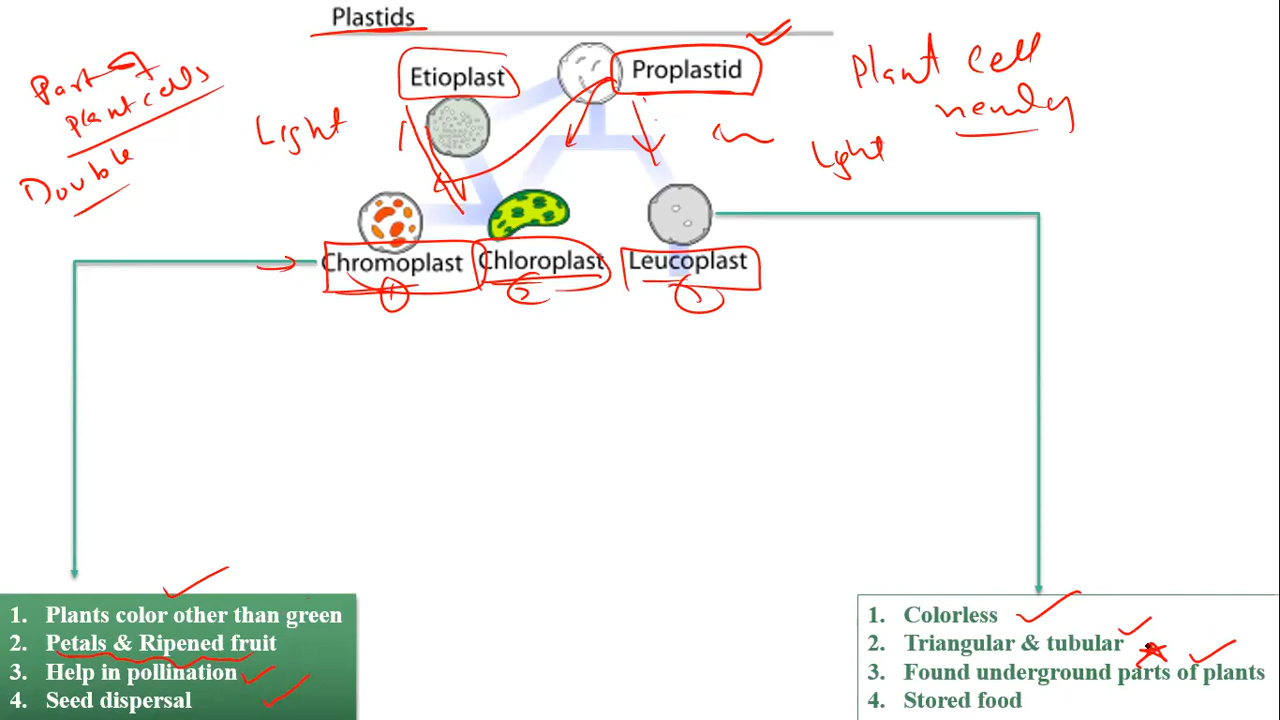 Plastids
Part of
plant cells
Double
Light
Etioplast
Proplastid
Plant cell
newly
Light
Chromoplast
Chloroplast
Leucoplast
1
2
1. Plants color other than green
2. Petals & Ripened fruit
3. Help in pollination
4. Seed dispersal
1. Colorless
2. Triangular & tubular
3. Found underground parts of plants
4. Stored food